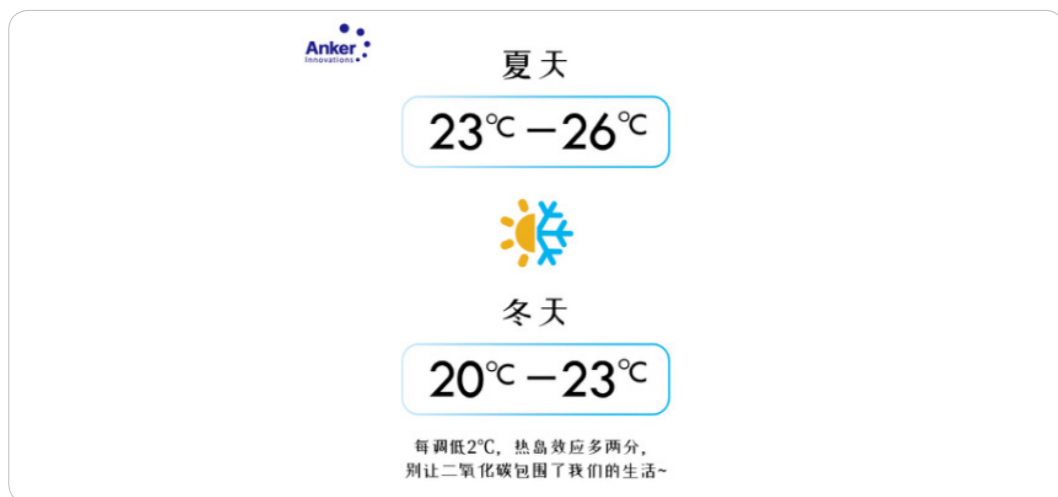 Anker
Innovations
夏天
23℃－26℃
冬天
20℃－23℃
每调低2℃，热岛效应多两分，
别让二氧化碳包围了我们的生活~